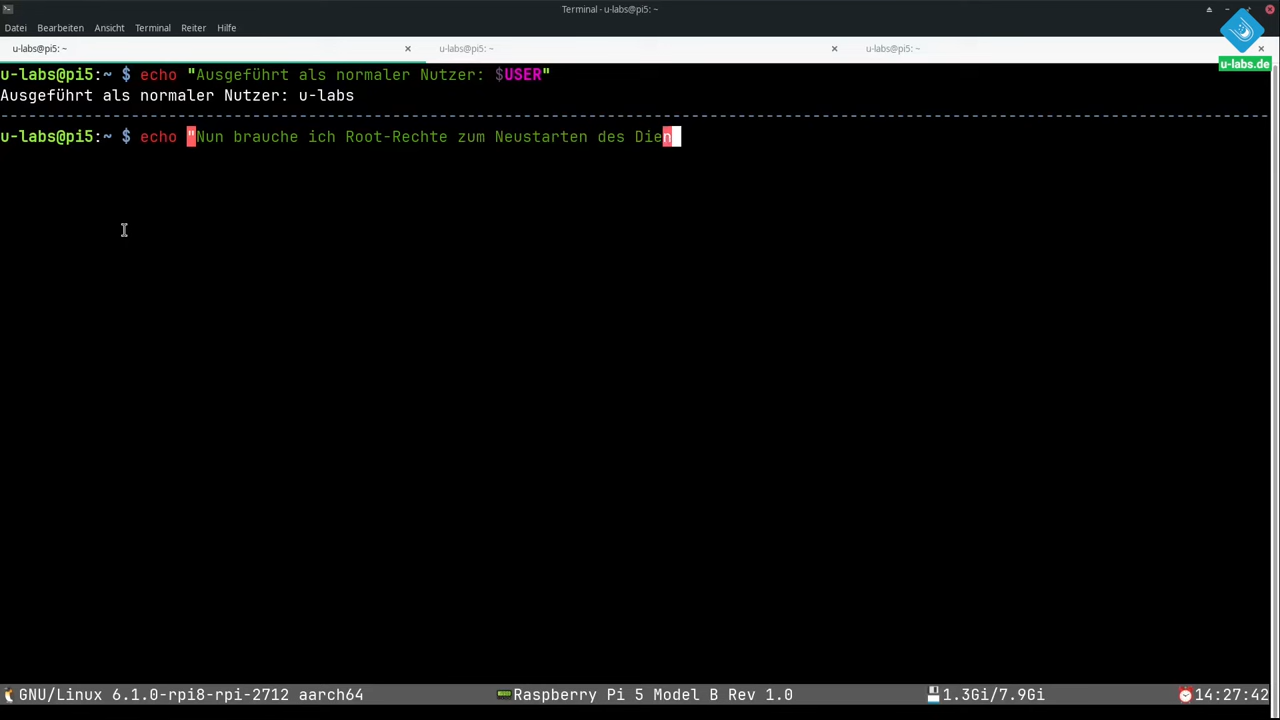 Terminal - u-labs@pi5: ~
Datei Bearbeiten Ansicht Terminal Reiter Hilfe
u-labs@pi5: ~ u-labs@pi5: ~ u-labs@pi5: ~
u-labs.de
u-labs@pi5:~ $ echo "Ausgeführt als normaler Nutzer: $USER"
Ausgeführt als normaler Nutzer: u-labs
u-labs@pi5:~ $ echo "Nun brauche ich Root-Rechte zum Neustarten des Dien
GNU/Linux 6.1.0-rpi8-rpi-2712 aarch64 Raspberry Pi 5 Model B Rev 1.0 1.3Gi/7.9Gi 14:27:42